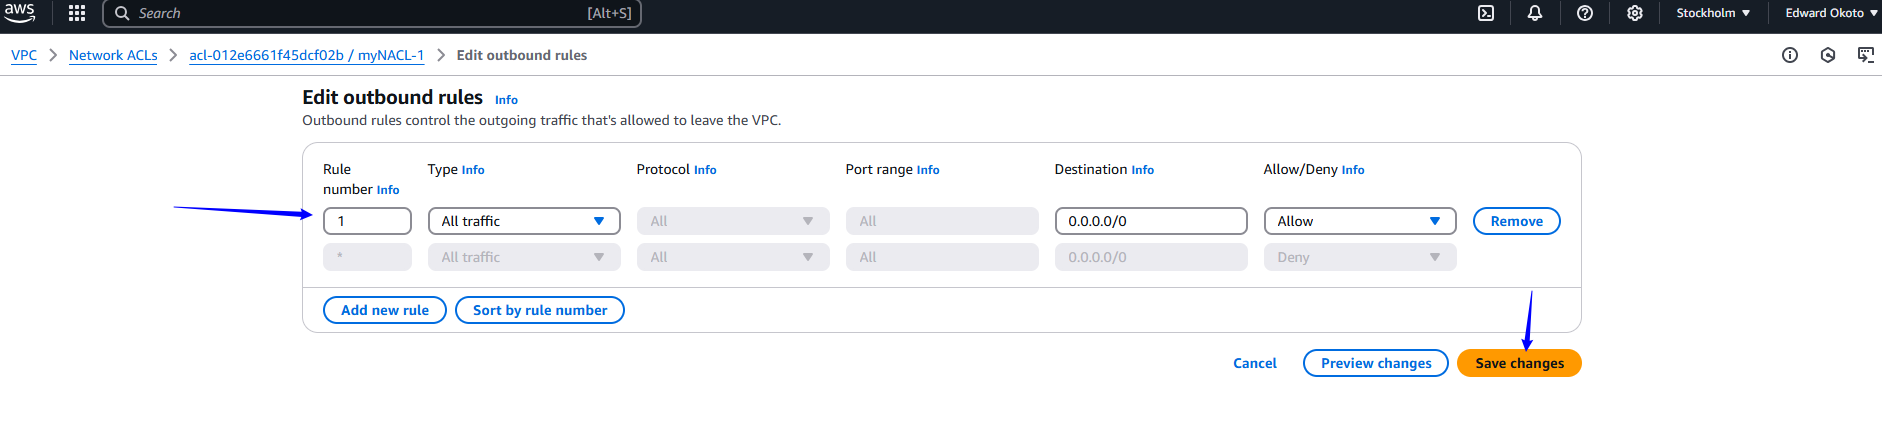 aws Search [Alt+S] Stockholm Edward Okoto
VPC Network ACLs acl-012e6661f45dcf02b / myNACL-1 Edit outbound rules
Edit outbound rules Info
Outbound rules control the outgoing traffic that's allowed to leave the VPC.
Rule number Info Type Info Protocol Info Port range Info Destination Info Allow/Deny Info
1 All traffic All All 0.0.0.0/0 Allow Remove
* All traffic All All 0.0.0.0/0 Deny
Add new rule Sort by rule number
Cancel Preview changes Save changes